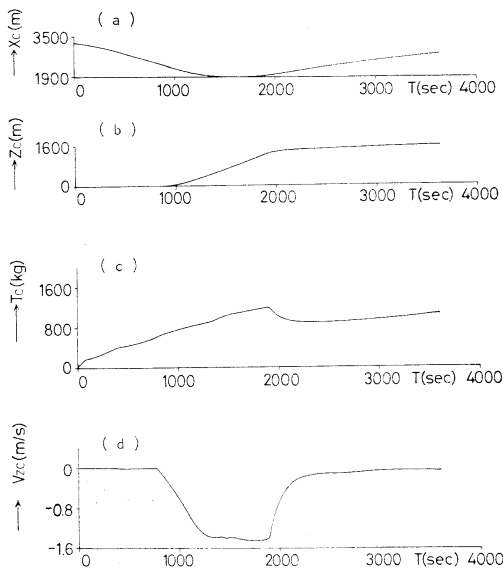 ( a )
Xc(m)
3500
1900
0 1000 2000 3000 T(sec) 4000
( b )
Zc(m)
1600
0
0 1000 2000 3000 T(sec) 4000
( c )
Tc(kg)
1600
800
0
0 1000 2000 3000 T(sec) 4000
( d )
Vzc(m/s)
0
-0.8
-1.6
0 1000 2000 3000 T(sec) 4000